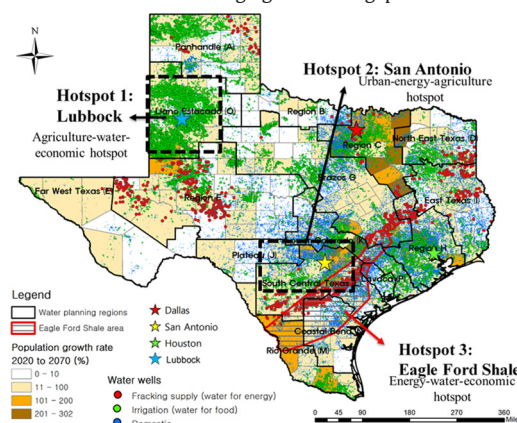 N
Panhandle (A)
Hotspot 1:
Lubbock
Agriculture-water-
economic hotspot
Llano Estacado (O)
Hotspot 2: San Antonio
Urban-energy-agriculture
hotspot
Region B
Region C
North East Texas (D)
Brazos G
East Texas (I)
Far West Texas (E)
Region F
Region H
Plateau (J)
South Central Texas
Coastal Bend
Rio Grande (M)
Hotspot 3:
Eagle Ford Shale
Energy-water-economic
hotspot
Legend
Water planning regions
Eagle Ford Shale area
Population growth rate
2020 to 2070 (%)
0 - 10
11 - 100
101 - 200
201 - 302
Dallas
San Antonio
Houston
Lubbock
Water wells
Fracking supply (water for energy)
Irrigation (water for food)
0 45 90 180 270 360